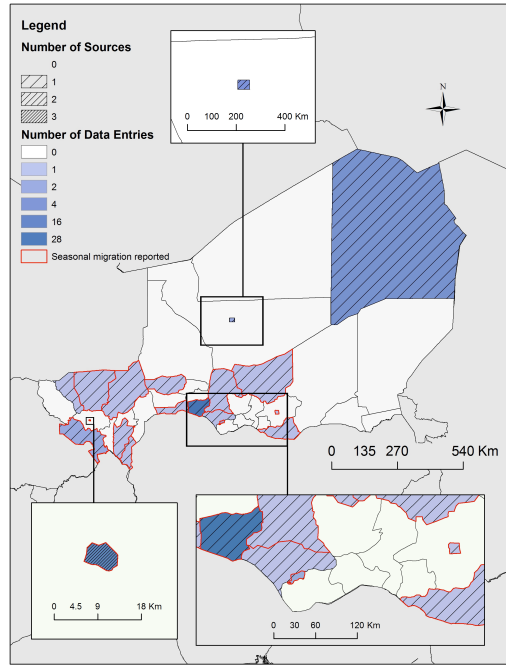 Legend
Number of Sources
0
1
2
3
Number of Data Entries
0
1
2
4
16
28
Seasonal migration reported
0 100 200 400 Km
N
0 135 270 540 Km
0 4.5 9 18 Km
0 30 60 120 Km